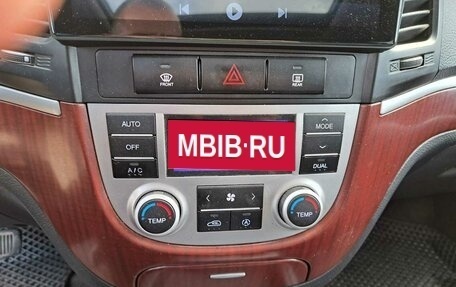 FRONT
REAR
AUTO
OFF
A/C
MBIB·RU
MODE
DUAL
TEMP
TEMP